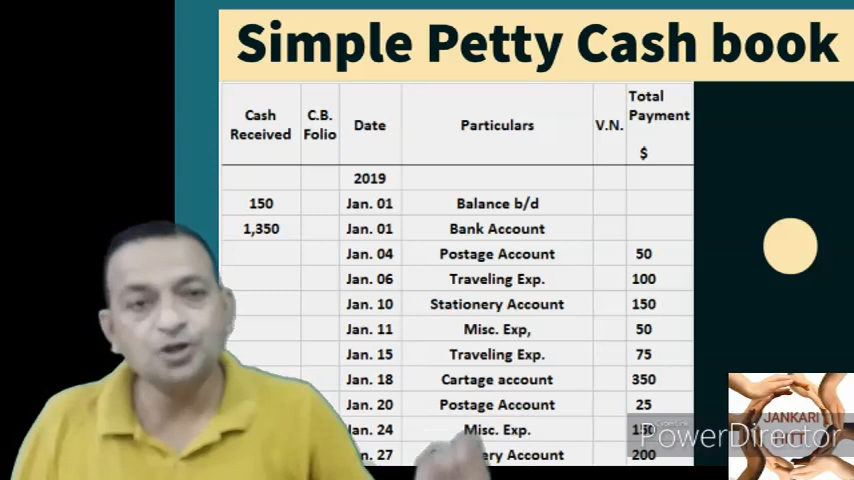 Simple Petty Cash book
Cash Received C.B. Folio Date Particulars V.N. Total Payment $
2019
150 Jan. 01 Balance b/d
1,350 Jan. 01 Bank Account
Jan. 04 Postage Account 50
Jan. 06 Traveling Exp. 100
Jan. 10 Stationery Account 150
Jan. 11 Misc. Exp, 50
Jan. 15 Traveling Exp. 75
Jan. 18 Cartage account 350
Jan. 20 Postage Account 25
Jan. 24 Misc. Exp. 150
27 Account 200
JANKARI
PowerDirector